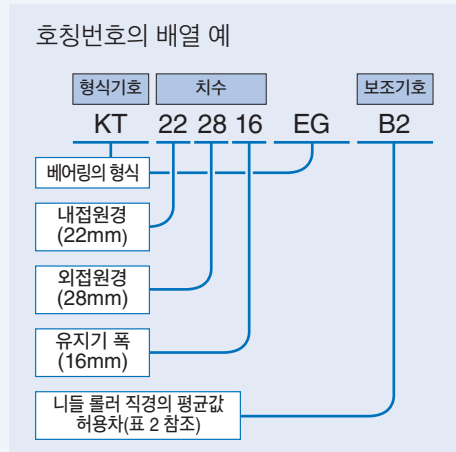 호칭번호의 배열 예
형식기호 치수 보조기호
KT 22 28 16 EG B2
베어링의 형식
내접원경
(22mm)
외접원경
(28mm)
유지기 폭
(16mm)
니들 롤러 직경의 평균값
허용차(표 2 참조)